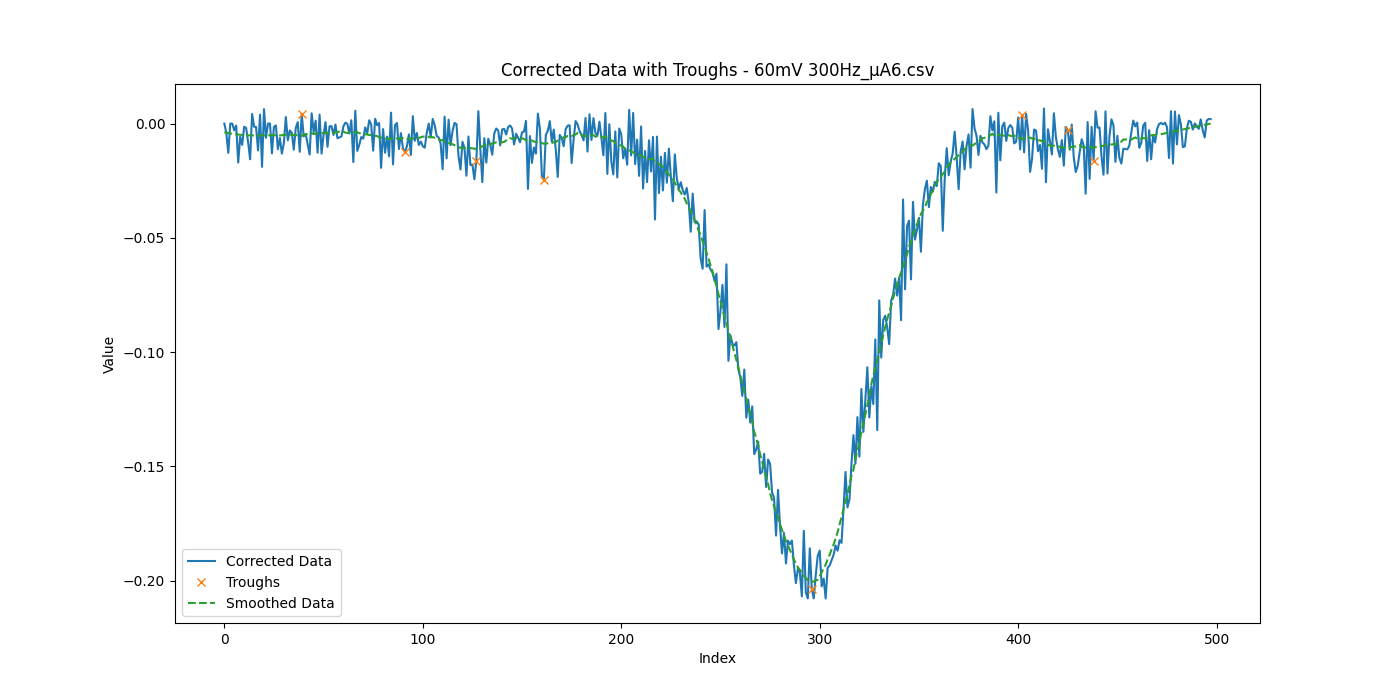 Corrected Data with Troughs - 60mV 300Hz_µA6.csv
0.00
−0.05
−0.10
−0.15
−0.20
Value
Corrected Data
Troughs
Smoothed Data
0 100 200 300 400 500
Index